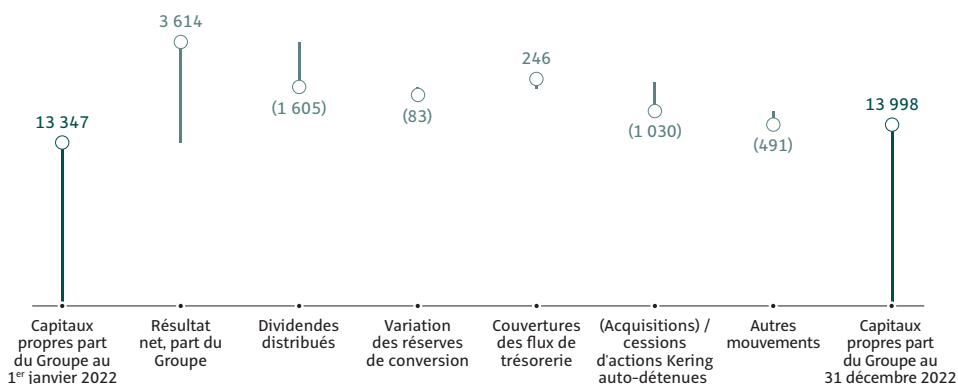 3 614
13 347
(1 605)
(83)
246
(1 030)
(491)
13 998
Capitaux
propres part
du Groupe au
1er janvier 2022
Résultat
net, part du
Groupe
Dividendes
distribués
Variation
des réserves
de conversion
Couvertures
des flux de
trésorerie
(Acquisitions) /
cessions
d'actions Kering
auto-détenues
Autres
mouvements
Capitaux
propres part
du Groupe au
31 décembre 2022